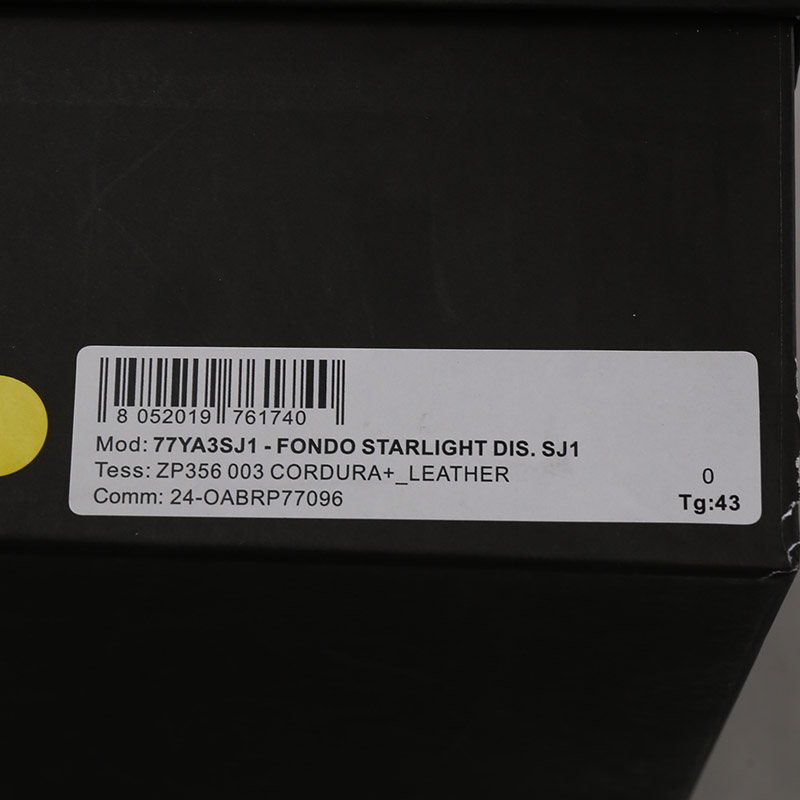 8 052019 761740
Mod: 77YA3SJ1 - FONDO STARLIGHT DIS. SJ1
Tess: ZP356 003 CORDURA+_LEATHER
0
Comm: 24-OABRP77096
Tg:43